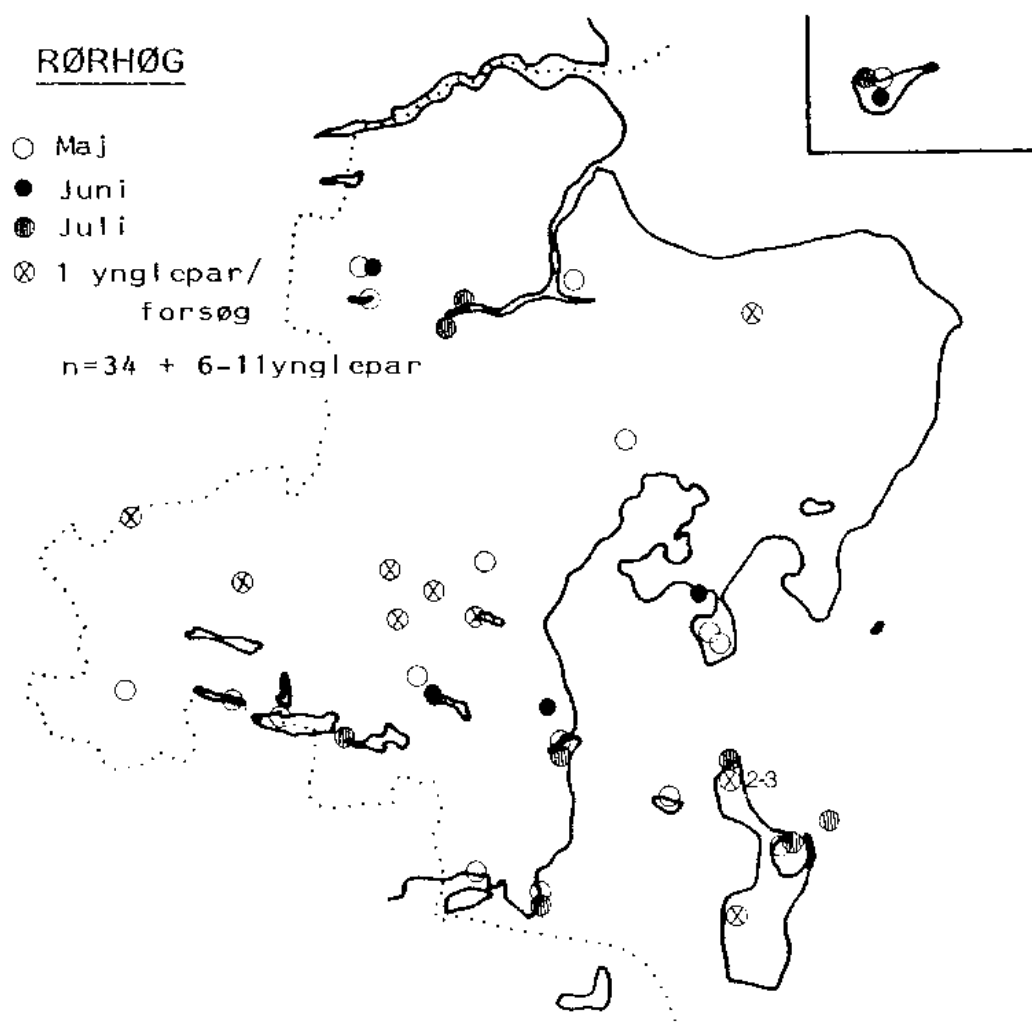 RØRHØG
Maj
Juni
Juli
1 ynglepar/
forsøg
n=34 + 6-11ynglepar
2-3